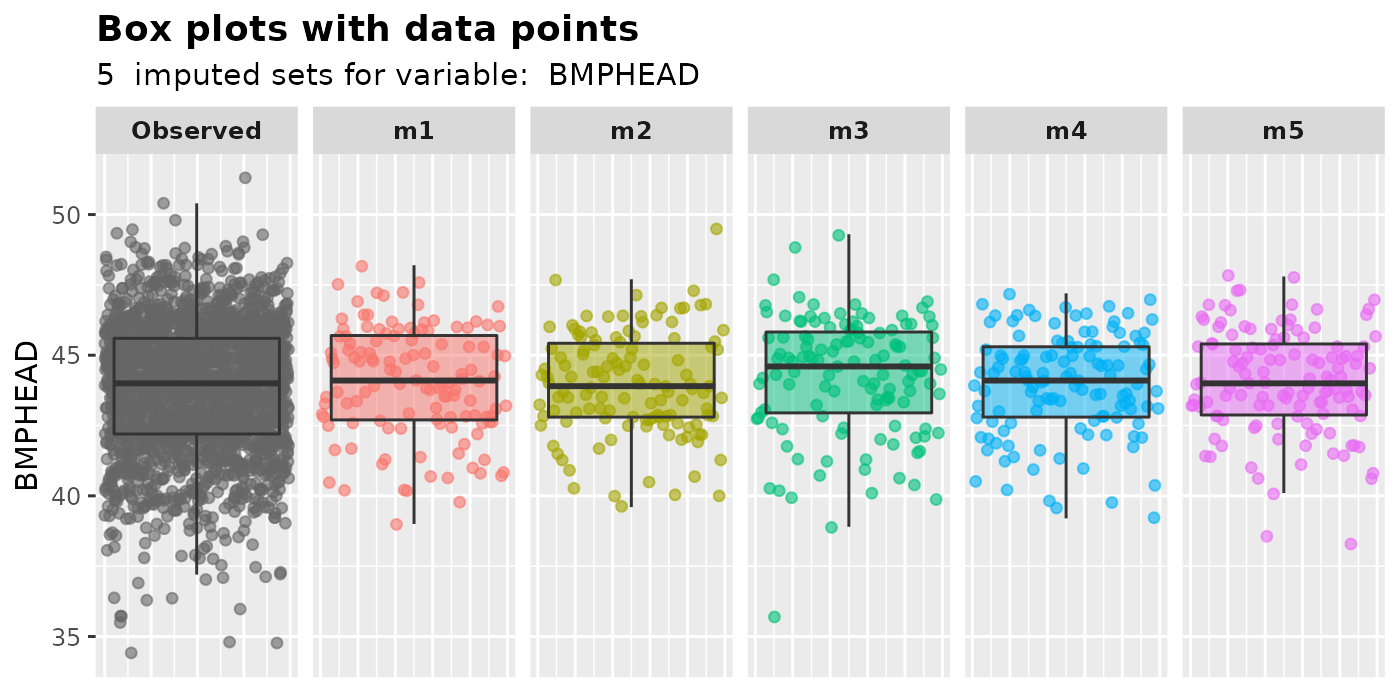 Box plots with data points
5  imputed sets for variable:  BMPHEAD
Observed m1 m2 m3 m4 m5
50
45
40
35
BMPHEAD